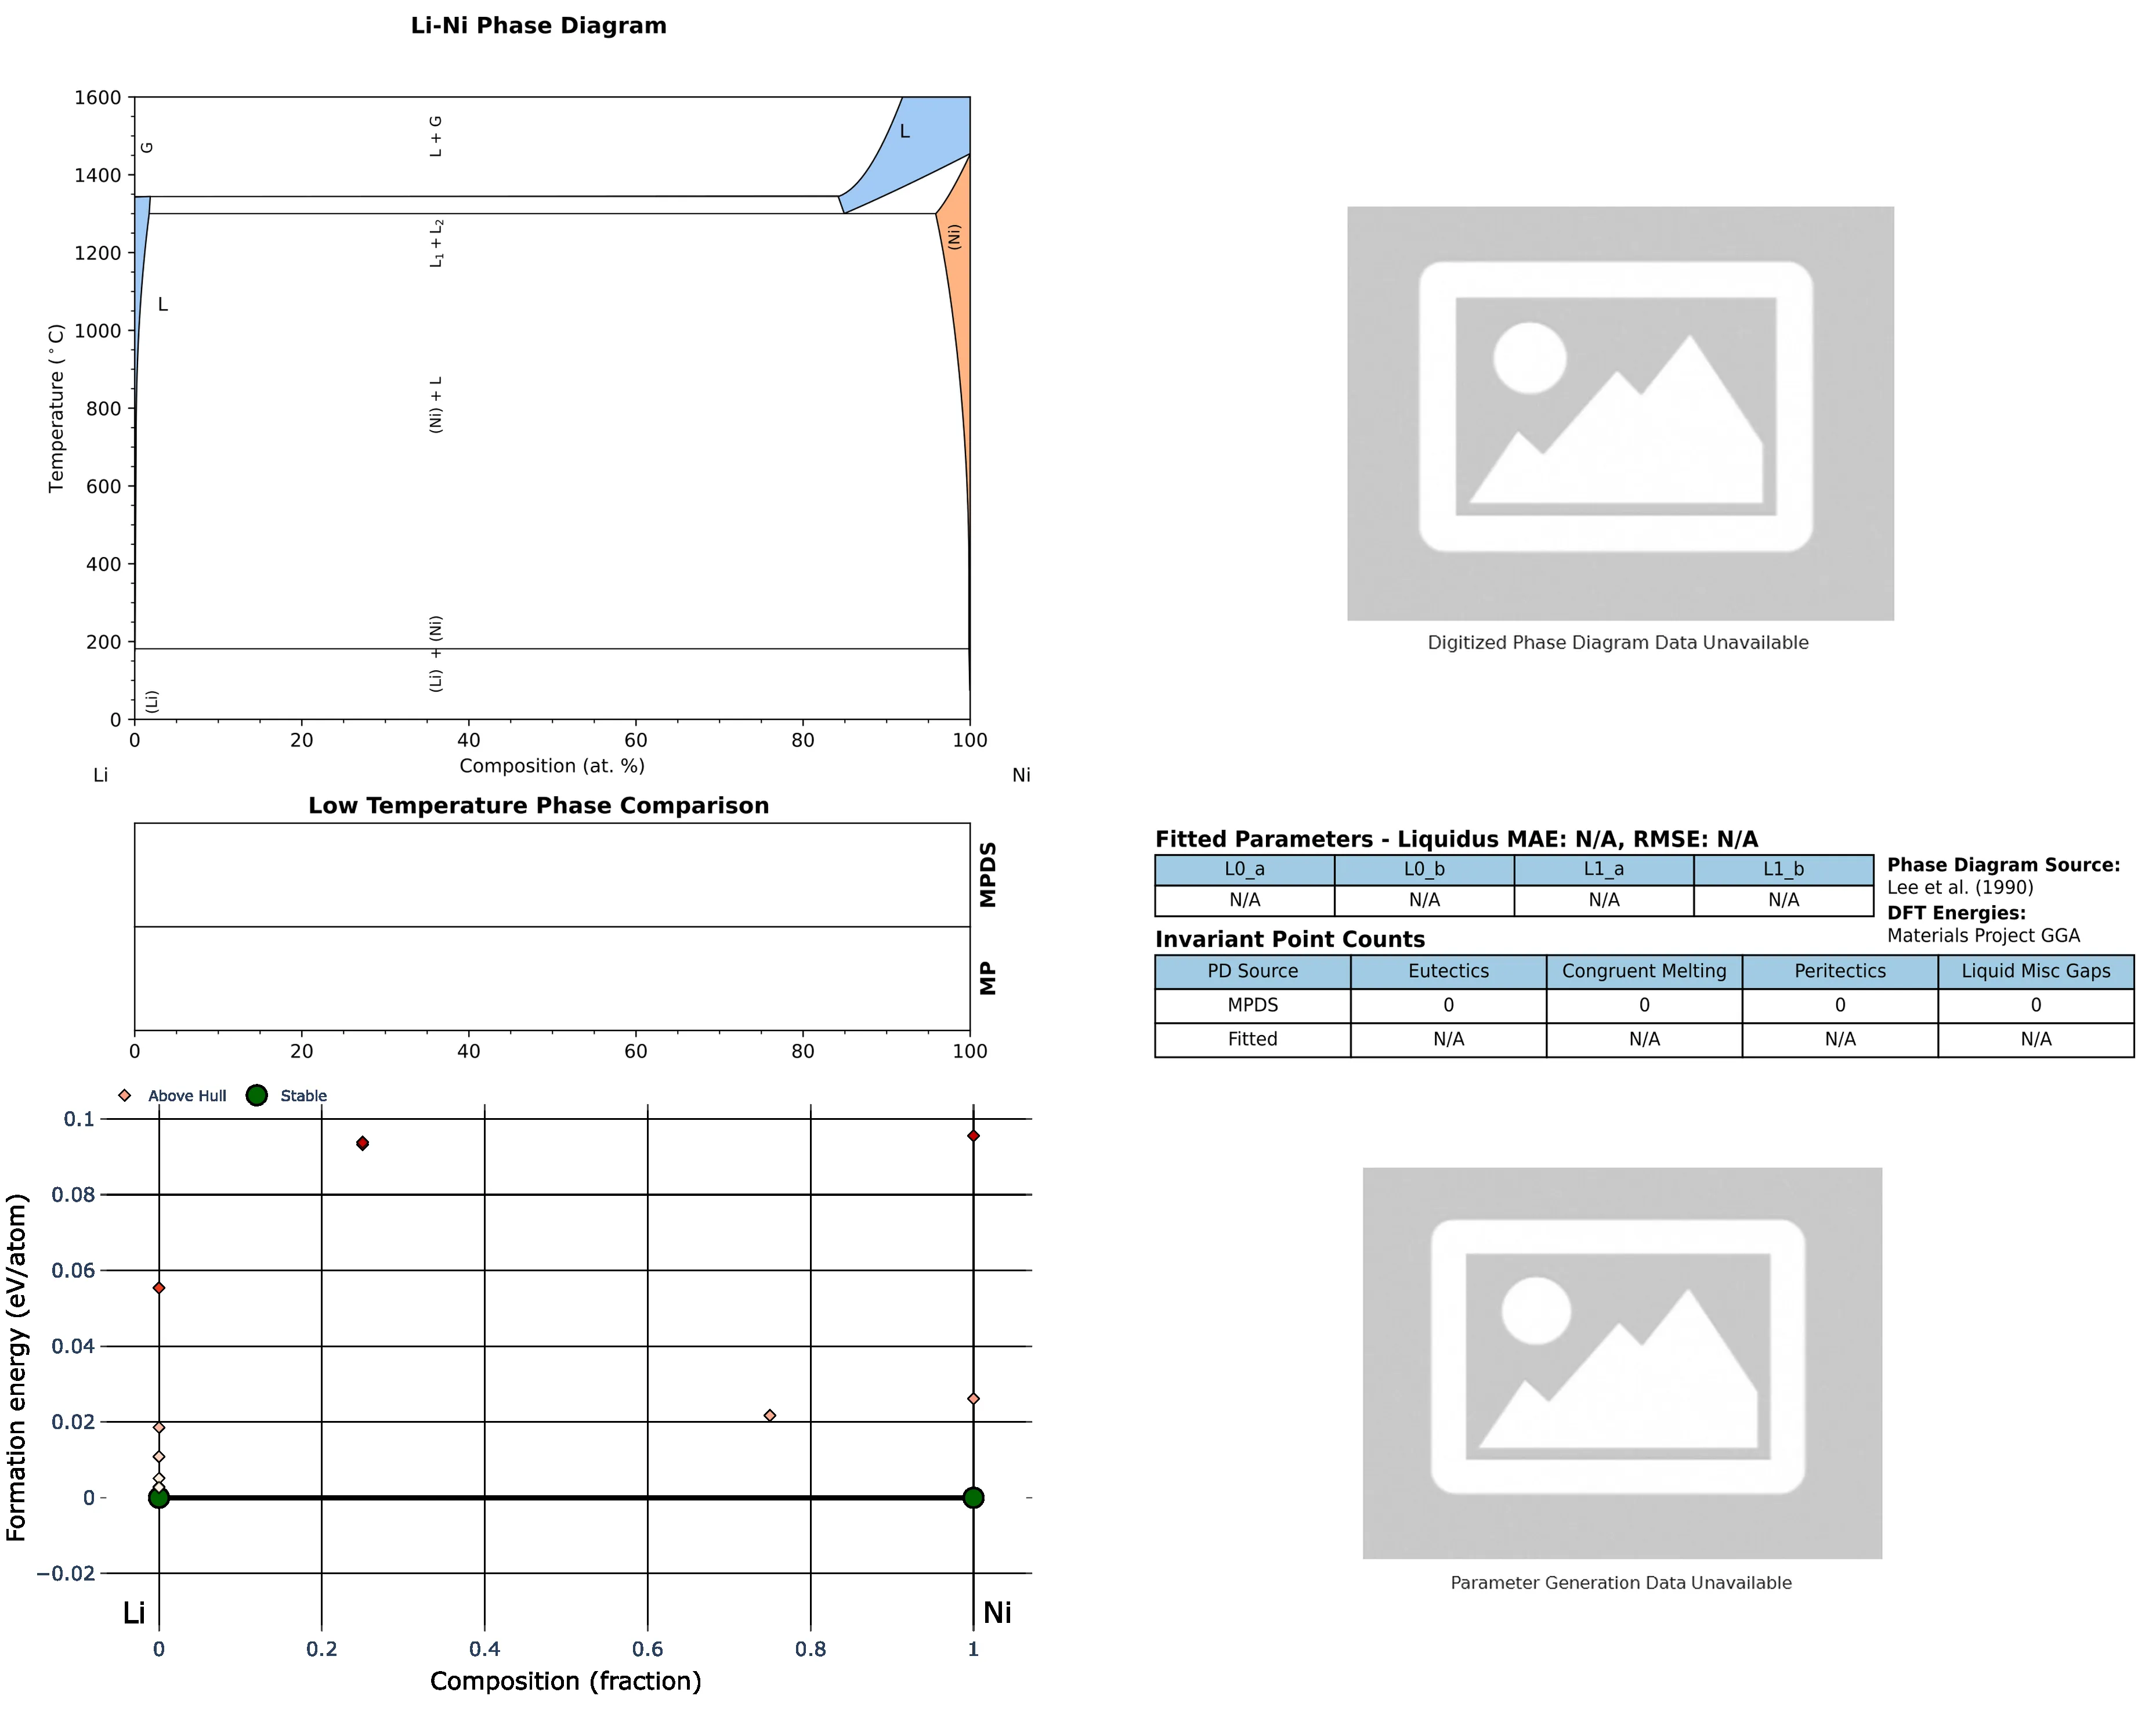 Li-Ni Phase Diagram
1600
1400
1200
1000
800
600
400
200
0
Temperature (°C)
G
L + G
L
L₁ + L₂
(Ni)
L
(Ni) + L
(Li) + (Ni)
(Li)
0 20 40 60 80 100
Composition (at. %)
Li Ni
Digitized Phase Diagram Data Unavailable
Low Temperature Phase Comparison
MPDS
MP
0 20 40 60 80 100
Fitted Parameters - Liquidus MAE: N/A, RMSE: N/A
L0_a L0_b L1_a L1_b
N/A N/A N/A N/A
Phase Diagram Source:
Lee et al. (1990)
DFT Energies:
Materials Project GGA
Invariant Point Counts
PD Source Eutectics Congruent Melting Peritectics Liquid Misc Gaps
MPDS 0 0 0 0
Fitted N/A N/A N/A N/A
Above Hull Stable
0.1
0.08
0.06
0.04
0.02
0
−0.02
Formation energy (eV/atom)
Li Ni
0 0.2 0.4 0.6 0.8 1
Composition (fraction)
Parameter Generation Data Unavailable